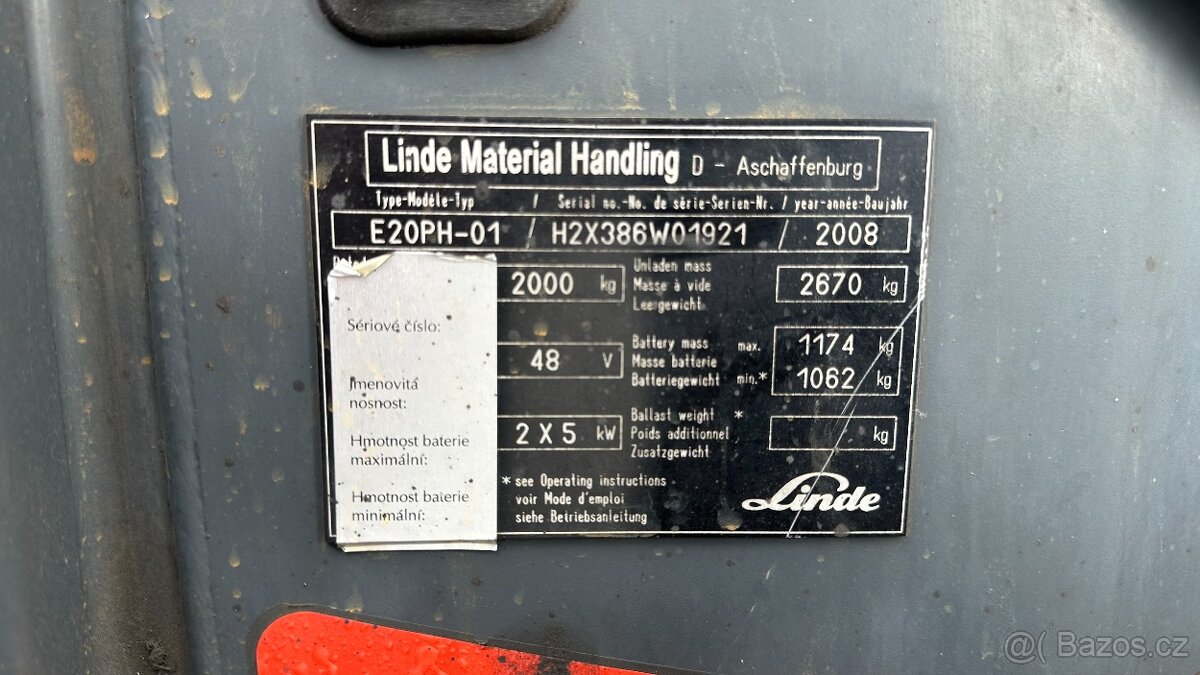 Linde Material Handling D - Aschaffenburg
Type-Modèle-Typ / Serial no.-No. de série-Serien-Nr. / year-année-Baujahr
E20PH-01 / H2X386W01921 / 2008
2000 kg
Unladen mass
Masse à vide
Leergewicht
2670 kg
Sériové číslo:
Jmenovitá
nosnost:
Hmotnost baterie
maximální:
Hmotnost baterie
minimální:
48 V
Battery mass max. 1174 kg
Masse batterie
Batteriegewicht min.* 1062 kg
2 X 5 kW
Ballast weight *
Poids additionnel kg
Zusatzgewicht
* see Operating instructions
voir Mode d'emploi
siehe Betriebsanleitung
Linde
Bazos.cz